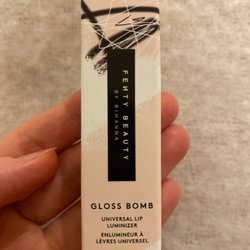 FENTY BEAUTY
BY RIHANNA
GLOSS BOMB
UNIVERSAL LIP
LUMINIZER
ENLUMINEUR À
LÈVRES UNIVERSEL